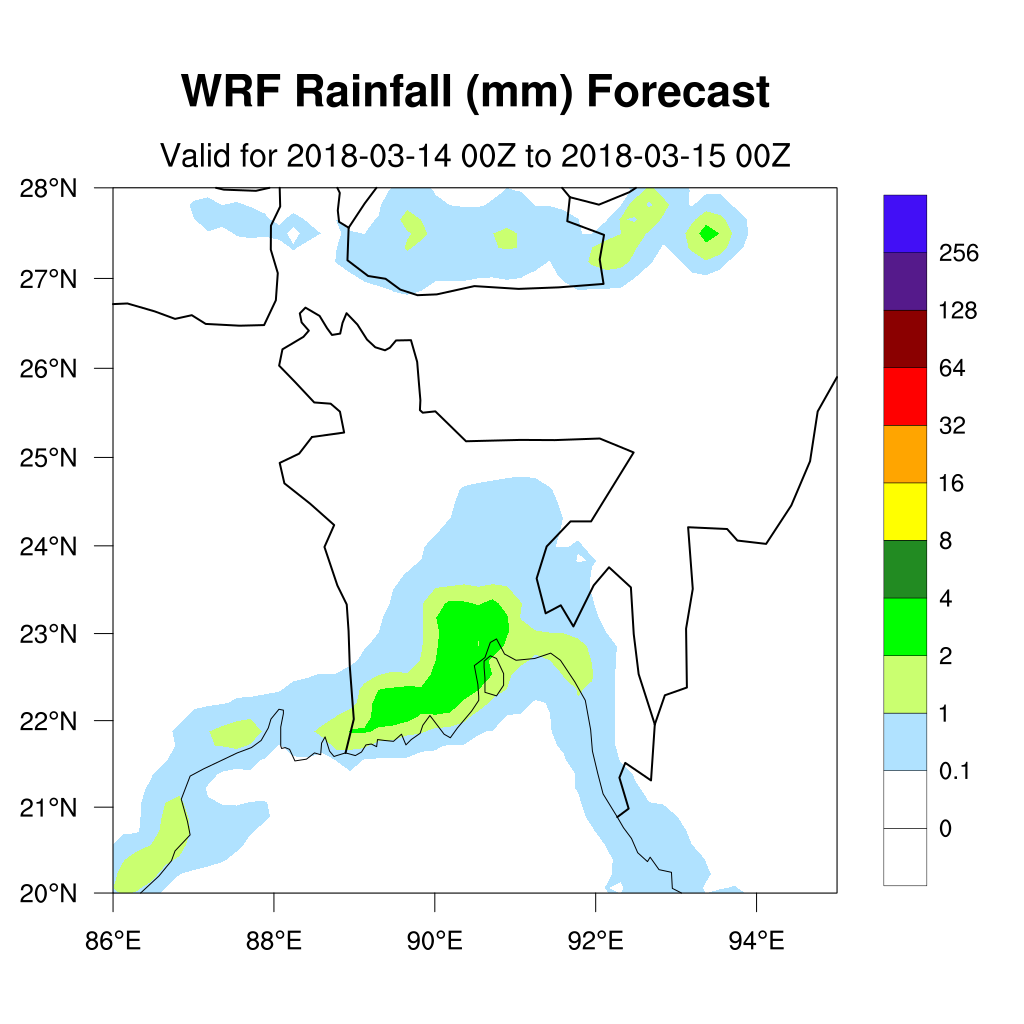 WRF Rainfall (mm) Forecast
Valid for 2018-03-14 00Z to 2018-03-15 00Z
28°N
27°N
26°N
25°N
24°N
23°N
22°N
21°N
20°N
86°E 88°E 90°E 92°E 94°E
256
128
64
32
16
8
4
2
1
0.1
0